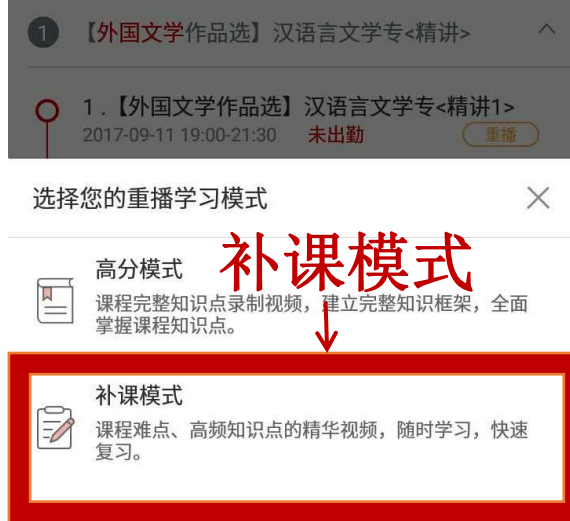 1 【外国文学作品选】汉语言文学专<精讲>
1.【外国文学作品选】汉语言文学专<精讲1>
2017-09-11 19:00-21:30 未出勤 重播
选择您的重播学习模式
补课模式
高分模式
课程完整知识点录制视频，建立完整知识框架，全面
掌握课程知识点。
补课模式
课程难点、高频知识点的精华视频，随时学习，快速
复习。